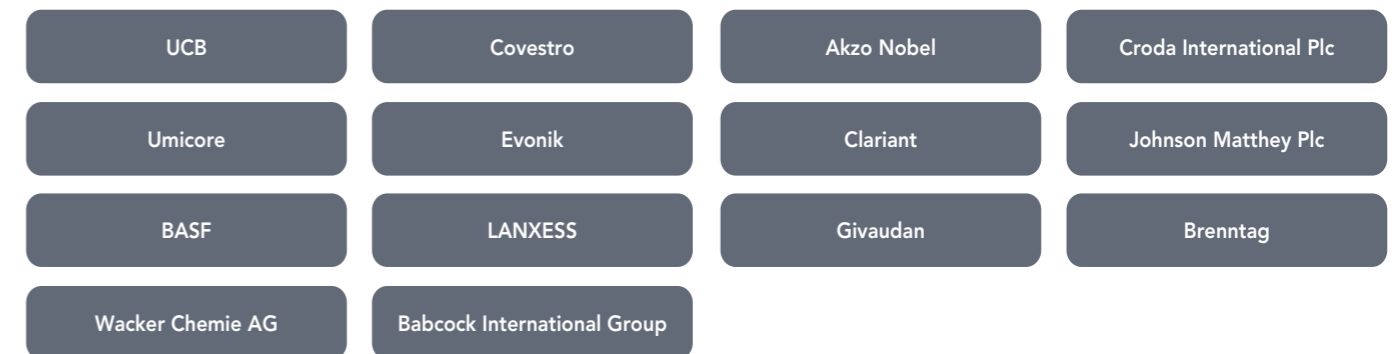 UCB
Covestro
Akzo Nobel
Croda International Plc
Umicore
Evonik
Clariant
Johnson Matthey Plc
BASF
LANXESS
Givaudan
Brenntag
Wacker Chemie AG
Babcock International Group